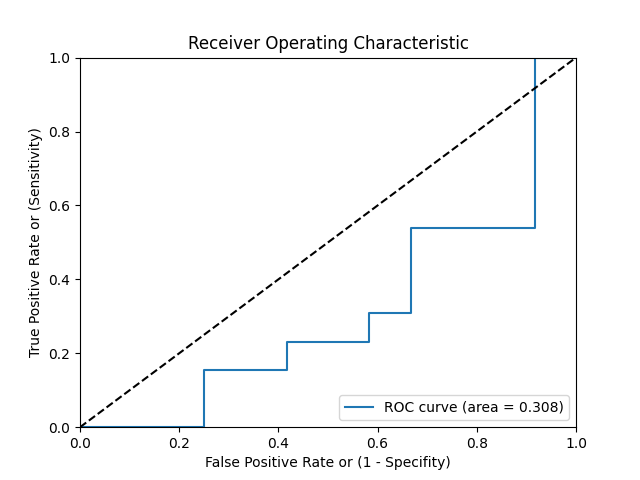 Receiver Operating Characteristic
1.0
0.8
0.6
0.4
0.2
0.0
True Positive Rate or (Sensitivity)
ROC curve (area = 0.308)
0.0 0.2 0.4 0.6 0.8 1.0
False Positive Rate or (1 - Specifity)